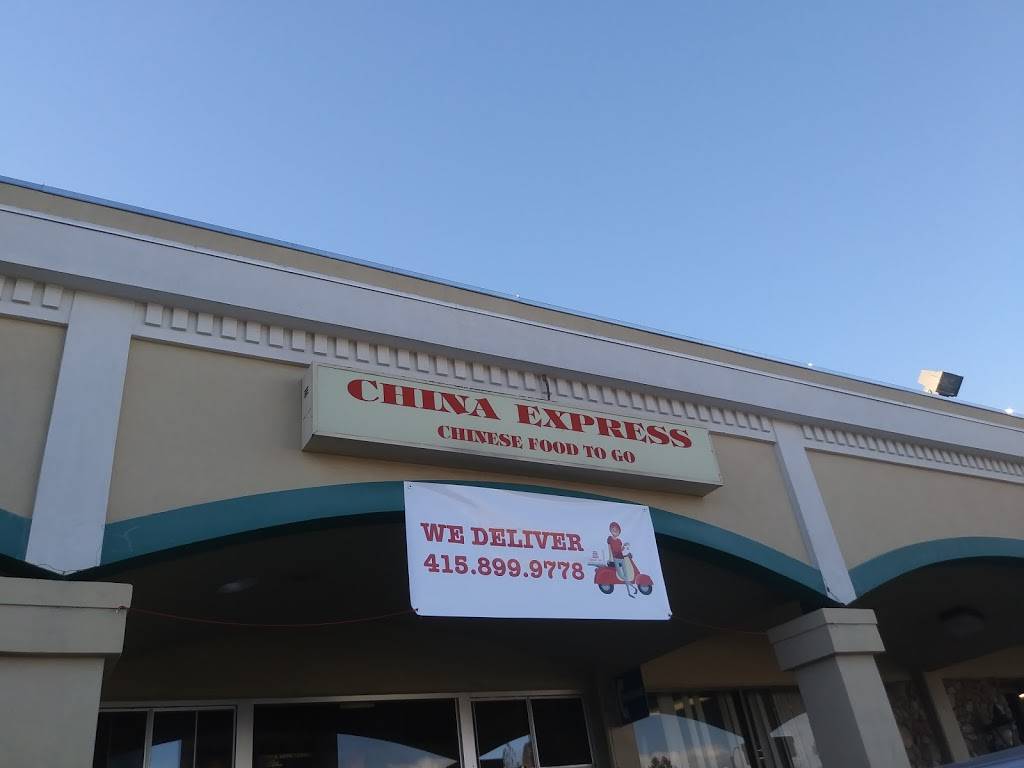 CHINA EXPRESS
CHINESE FOOD TO GO
WE DELIVER
415.899.9778